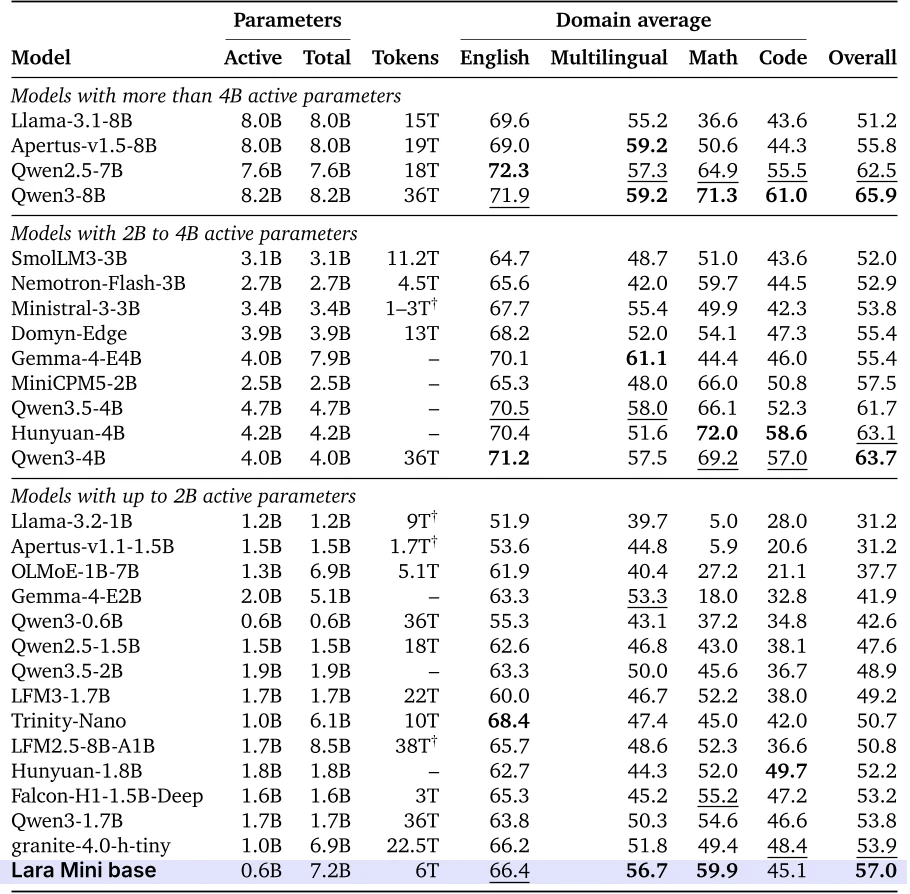 Parameters Domain average
Model Active Total Tokens English Multilingual Math Code Overall
Models with more than 4B active parameters
Llama-3.1-8B 8.0B 8.0B 15T 69.6 55.2 36.6 43.6 51.2
Apertus-v1.5-8B 8.0B 8.0B 19T 69.0 59.2 50.6 44.3 55.8
Qwen2.5-7B 7.6B 7.6B 18T 72.3 57.3 64.9 55.5 62.5
Qwen3-8B 8.2B 8.2B 36T 71.9 59.2 71.3 61.0 65.9
Models with 2B to 4B active parameters
SmolLM3-3B 3.1B 3.1B 11.2T 64.7 48.7 51.0 43.6 52.0
Nemotron-Flash-3B 2.7B 2.7B 4.5T 65.6 42.0 59.7 44.5 52.9
Ministral-3-3B 3.4B 3.4B 1–3T† 67.7 55.4 49.9 42.3 53.8
Domyn-Edge 3.9B 3.9B 13T 68.2 52.0 54.1 47.3 55.4
Gemma-4-E4B 4.0B 7.9B – 70.1 61.1 44.4 46.0 55.4
MiniCPM5-2B 2.5B 2.5B – 65.3 48.0 66.0 50.8 57.5
Qwen3.5-4B 4.7B 4.7B – 70.5 58.0 66.1 52.3 61.7
Hunyuan-4B 4.2B 4.2B – 70.4 51.6 72.0 58.6 63.1
Qwen3-4B 4.0B 4.0B 36T 71.2 57.5 69.2 57.0 63.7
Models with up to 2B active parameters
Llama-3.2-1B 1.2B 1.2B 9T† 51.9 39.7 5.0 28.0 31.2
Apertus-v1.1-1.5B 1.5B 1.5B 1.7T† 53.6 44.8 5.9 20.6 31.2
OLMoE-1B-7B 1.3B 6.9B 5.1T 61.9 40.4 27.2 21.1 37.7
Gemma-4-E2B 2.0B 5.1B – 63.3 53.3 18.0 32.8 41.9
Qwen3-0.6B 0.6B 0.6B 36T 55.3 43.1 37.2 34.8 42.6
Qwen2.5-1.5B 1.5B 1.5B 18T 62.6 46.8 43.0 38.1 47.6
Qwen3.5-2B 1.9B 1.9B – 63.3 50.0 45.6 36.7 48.9
LFM3-1.7B 1.7B 1.7B 22T 60.0 46.7 52.2 38.0 49.2
Trinity-Nano 1.0B 6.1B 10T 68.4 47.4 45.0 42.0 50.7
LFM2.5-8B-A1B 1.7B 8.5B 38T† 65.7 48.6 52.3 36.6 50.8
Hunyuan-1.8B 1.8B 1.8B – 62.7 44.3 52.0 49.7 52.2
Falcon-H1-1.5B-Deep 1.6B 1.6B 3T 65.3 45.2 55.2 47.2 53.2
Qwen3-1.7B 1.7B 1.7B 36T 63.8 50.3 54.6 46.6 53.8
granite-4.0-h-tiny 1.0B 6.9B 22.5T 66.2 51.8 49.4 48.4 53.9
Lara Mini base 0.6B 7.2B 6T 66.4 56.7 59.9 45.1 57.0